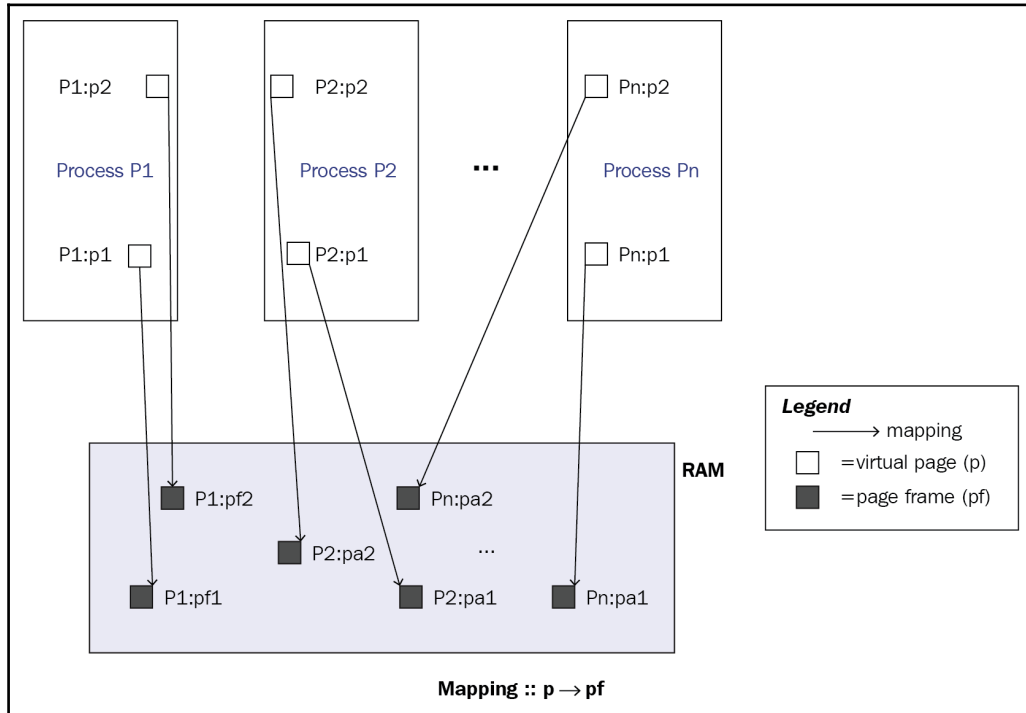 P1:p2
P2:p2
Pn:p2
Process P1
Process P2
...
Process Pn
P1:p1
P2:p1
Pn:p1
Legend
mapping
=virtual page (p)
=page frame (pf)
RAM
P1:pf2
Pn:pa2
P2:pa2
...
P1:pf1
P2:pa1
Pn:pa1
Mapping :: p → pf